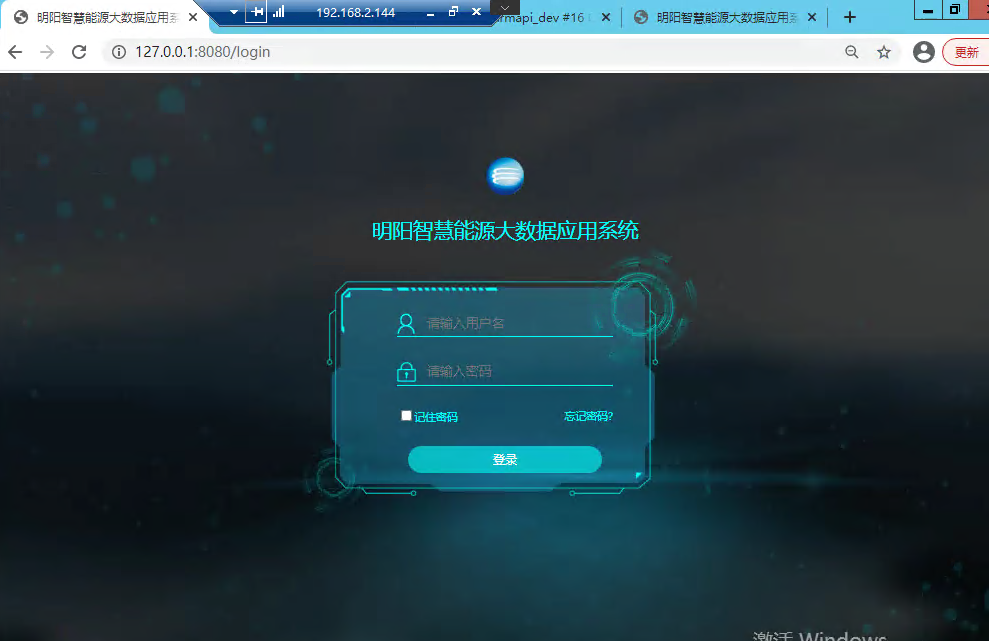 明阳智慧能源大数据应用系
192.168.2.144
rmapi_dev #16
明阳智慧能源大数据应用系
127.0.0.1:8080/login
更新
明阳智慧能源大数据应用系统
请输入用户名
请输入密码
记住密码
忘记密码?
登录
激活 Windows